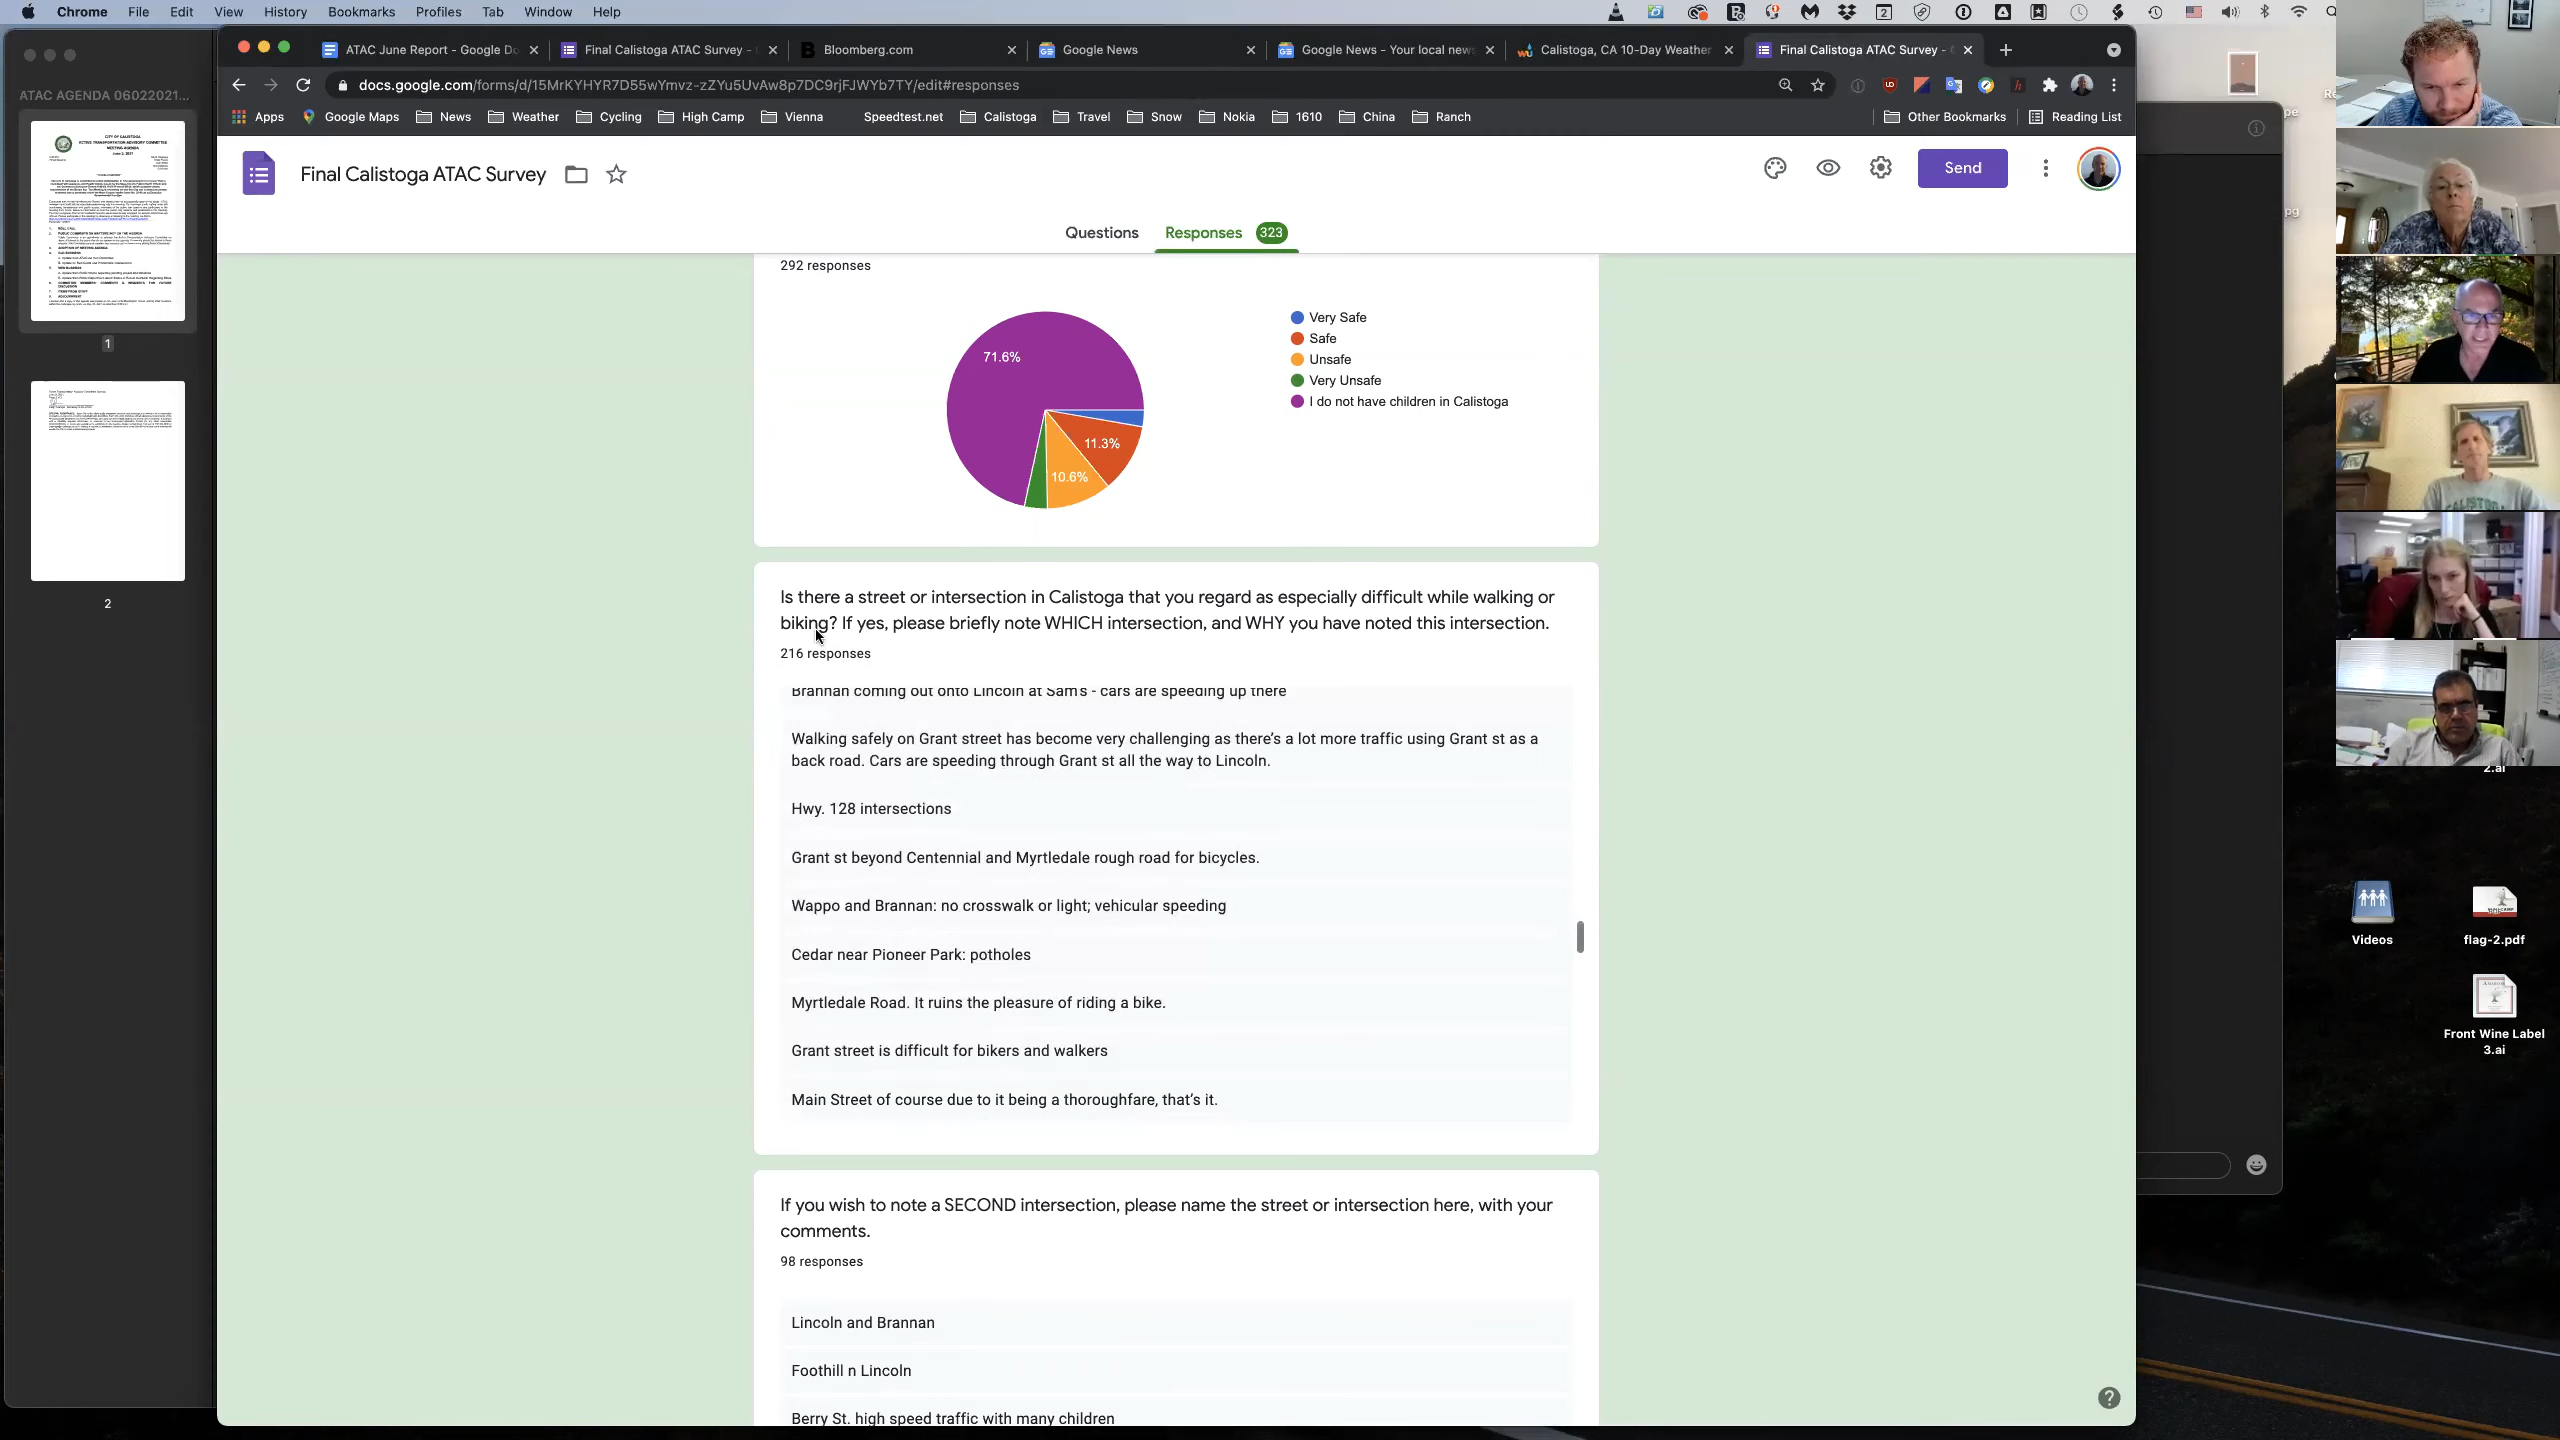 Chrome File Edit View History Bookmarks Profiles Tab Window Help
ATAC AGENDA 06022021...
1
2
ATAC June Report - Google Do
Final Calistoga ATAC Survey -
Bloomberg.com
Google News
Google News - Your local news
Calistoga, CA 10-Day Weather
Final Calistoga ATAC Survey -
docs.google.com/forms/d/15MrKYHYR7D55wYmvz-zZYu5UvAw8p7DC9rjFJWYb7TY/edit#responses
Apps Google Maps News Weather Cycling High Camp Vienna Speedtest.net Calistoga Travel Snow Nokia 1610 China Ranch Other Bookmarks Reading List
Final Calistoga ATAC Survey
Send
Questions Responses 323
292 responses
71.6%
11.3%
10.6%
Very Safe
Safe
Unsafe
Very Unsafe
I do not have children in Calistoga
Is there a street or intersection in Calistoga that you regard as especially difficult while walking or
biking? If yes, please briefly note WHICH intersection, and WHY you have noted this intersection.
216 responses
Brannan coming out onto Lincoln at Sam's - cars are speeding up there
Walking safely on Grant street has become very challenging as there's a lot more traffic using Grant st as a
back road. Cars are speeding through Grant st all the way to Lincoln.
Hwy. 128 intersections
Grant st beyond Centennial and Myrtledale rough road for bicycles.
Wappo and Brannan: no crosswalk or light; vehicular speeding
Cedar near Pioneer Park: potholes
Myrtledale Road. It ruins the pleasure of riding a bike.
Grant street is difficult for bikers and walkers
Main Street of course due to it being a thoroughfare, that's it.
If you wish to note a SECOND intersection, please name the street or intersection here, with your
comments.
98 responses
Lincoln and Brannan
Foothill n Lincoln
Berry St. high speed traffic with many children
2.ai
Videos
flag-2.pdf
Front Wine Label
3.ai